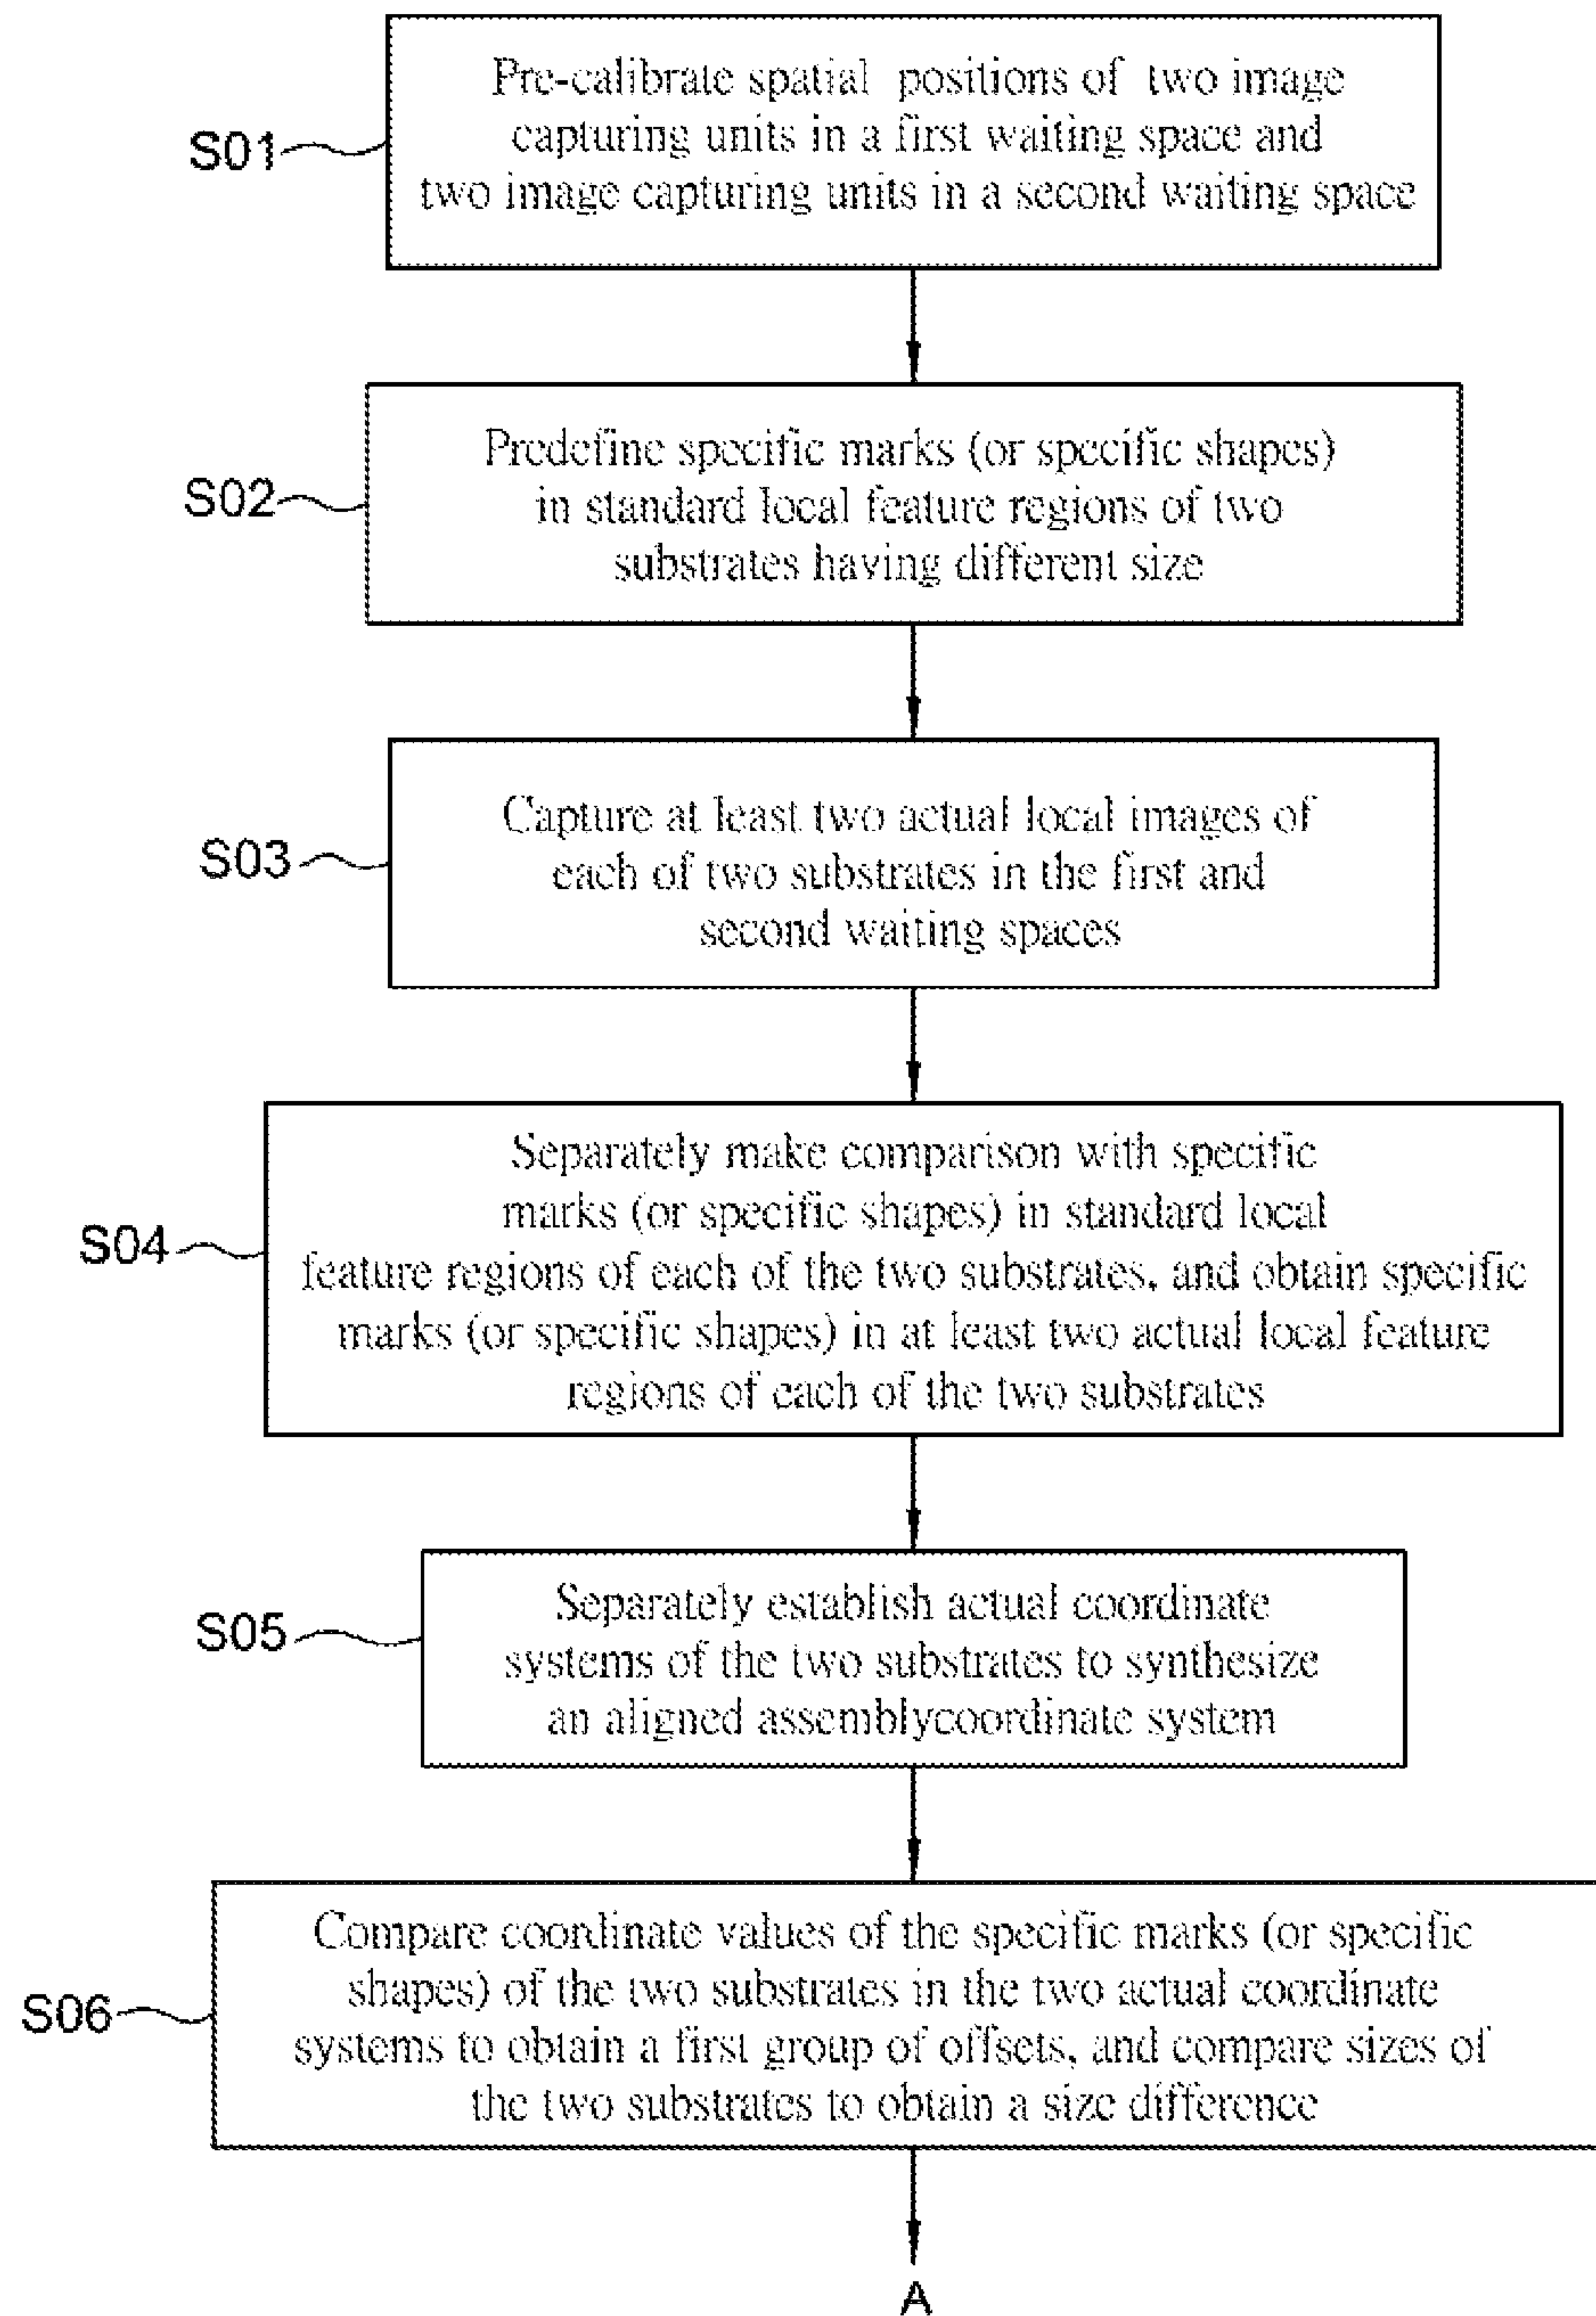 S01
Pre-calibrate spatial positions of two image
capturing units in a first waiting space and
two image capturing units in a second waiting space
S02
Predefine specific marks (or specific shapes)
in standard local feature regions of two
substrates having different size
S03
Capture at least two actual local images of
each of two substrates in the first and
second waiting spaces
S04
Separately make comparison with specific
marks (or specific shapes) in standard local
feature regions of each of the two substrates, and obtain specific
marks (or specific shapes) in at least two actual local feature
regions of each of the two substrates
S05
Separately establish actual coordinate
systems of the two substrates to synthesize
an aligned assemblycoordinate system
S06
Compare coordinate values of the specific marks (or specific
shapes) of the two substrates in the two actual coordinate
systems to obtain a first group of offsets, and compare sizes of
the two substrates to obtain a size difference
A